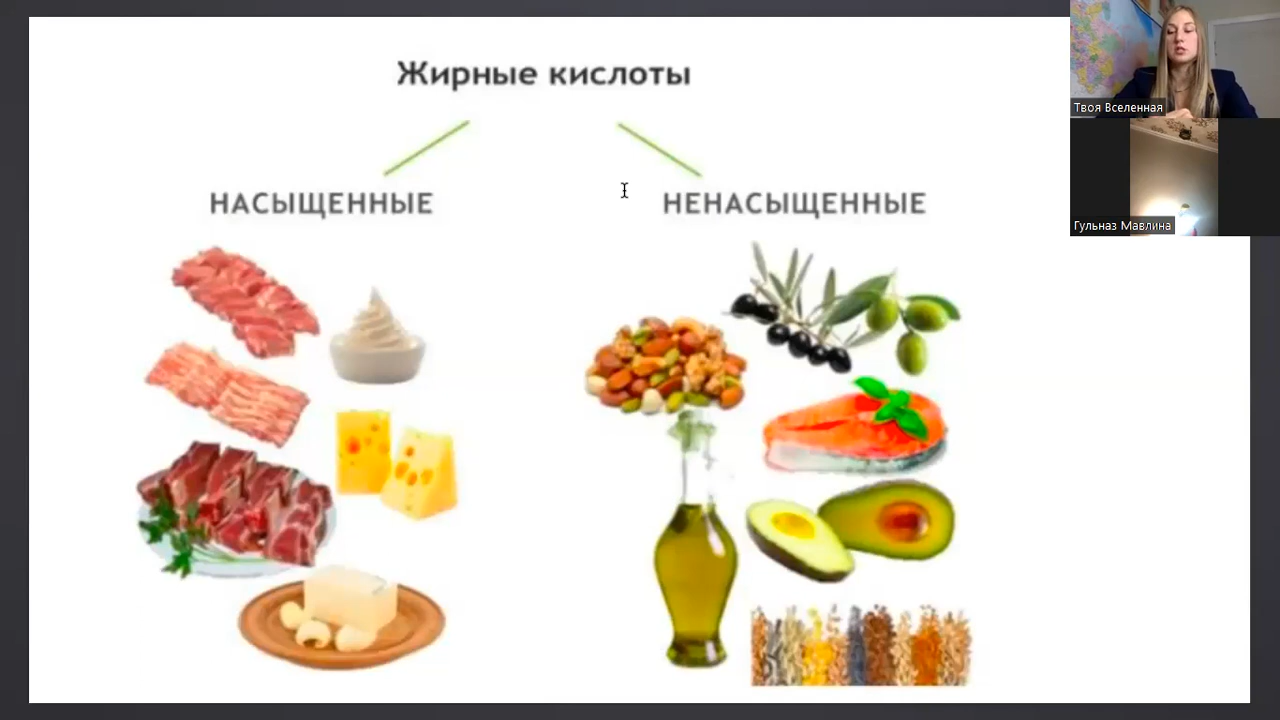 Жирные кислоты
НАСЫЩЕННЫЕ
НЕНАСЫЩЕННЫЕ
Твоя Вселенная
Гульназ Мавлина